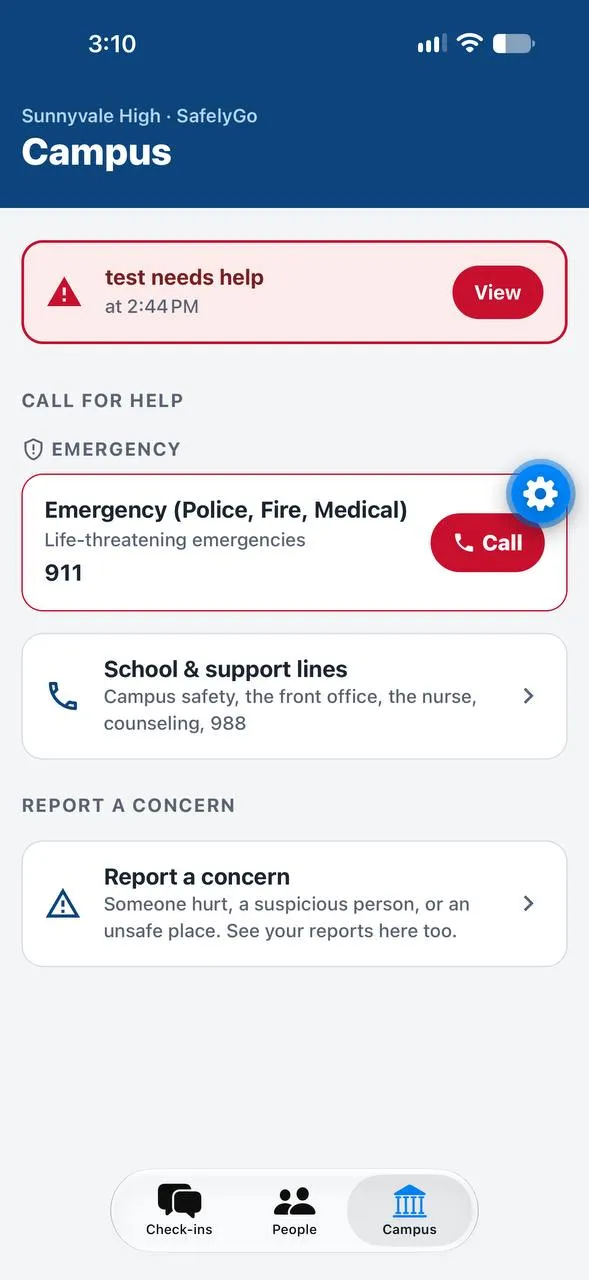 3:10
Sunnyvale High · SafelyGo
Campus
test needs help
at 2:44 PM
View
CALL FOR HELP
EMERGENCY
Emergency (Police, Fire, Medical)
Life-threatening emergencies
911
Call
School & support lines
Campus safety, the front office, the nurse,
counseling, 988
REPORT A CONCERN
Report a concern
Someone hurt, a suspicious person, or an
unsafe place. See your reports here too.
Check-ins
People
Campus